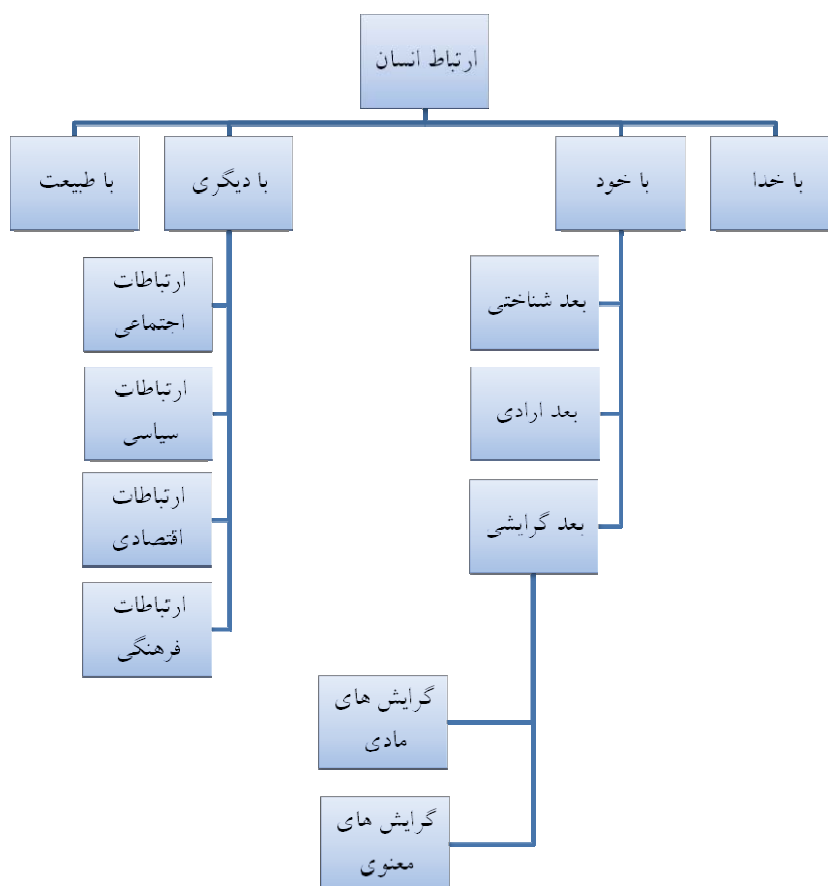 ارتباط انسان
با خدا
با خود
با دیگري
با طبیعت
بعد شناختی
بعد ارادی
بعد گرایشی
گرایش های
مادی
گرایش های
معنوی
ارتباطات
اجتماعی
ارتباطات
سیاسی
ارتباطات
اقتصادی
ارتباطات
فرهنگی